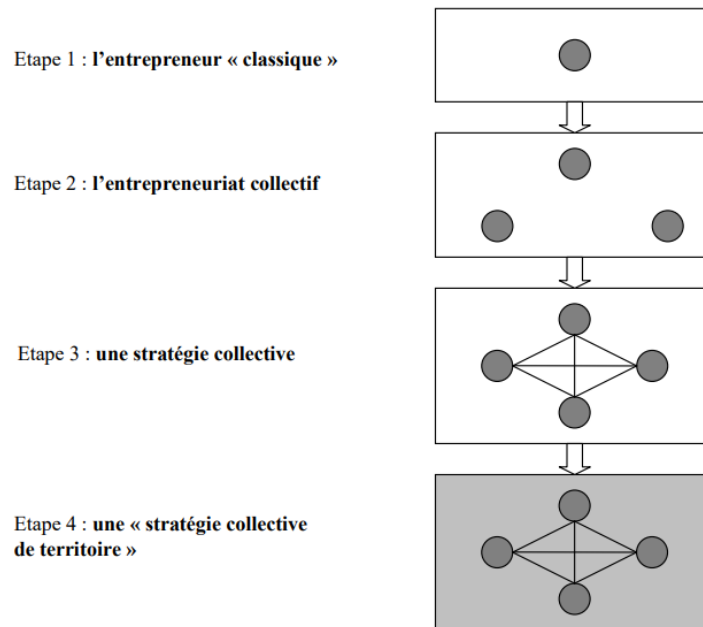 Etape 1 : l’entrepreneur « classique »
Etape 2 : l’entrepreneuriat collectif
Etape 3 : une stratégie collective
Etape 4 : une « stratégie collective
de territoire »